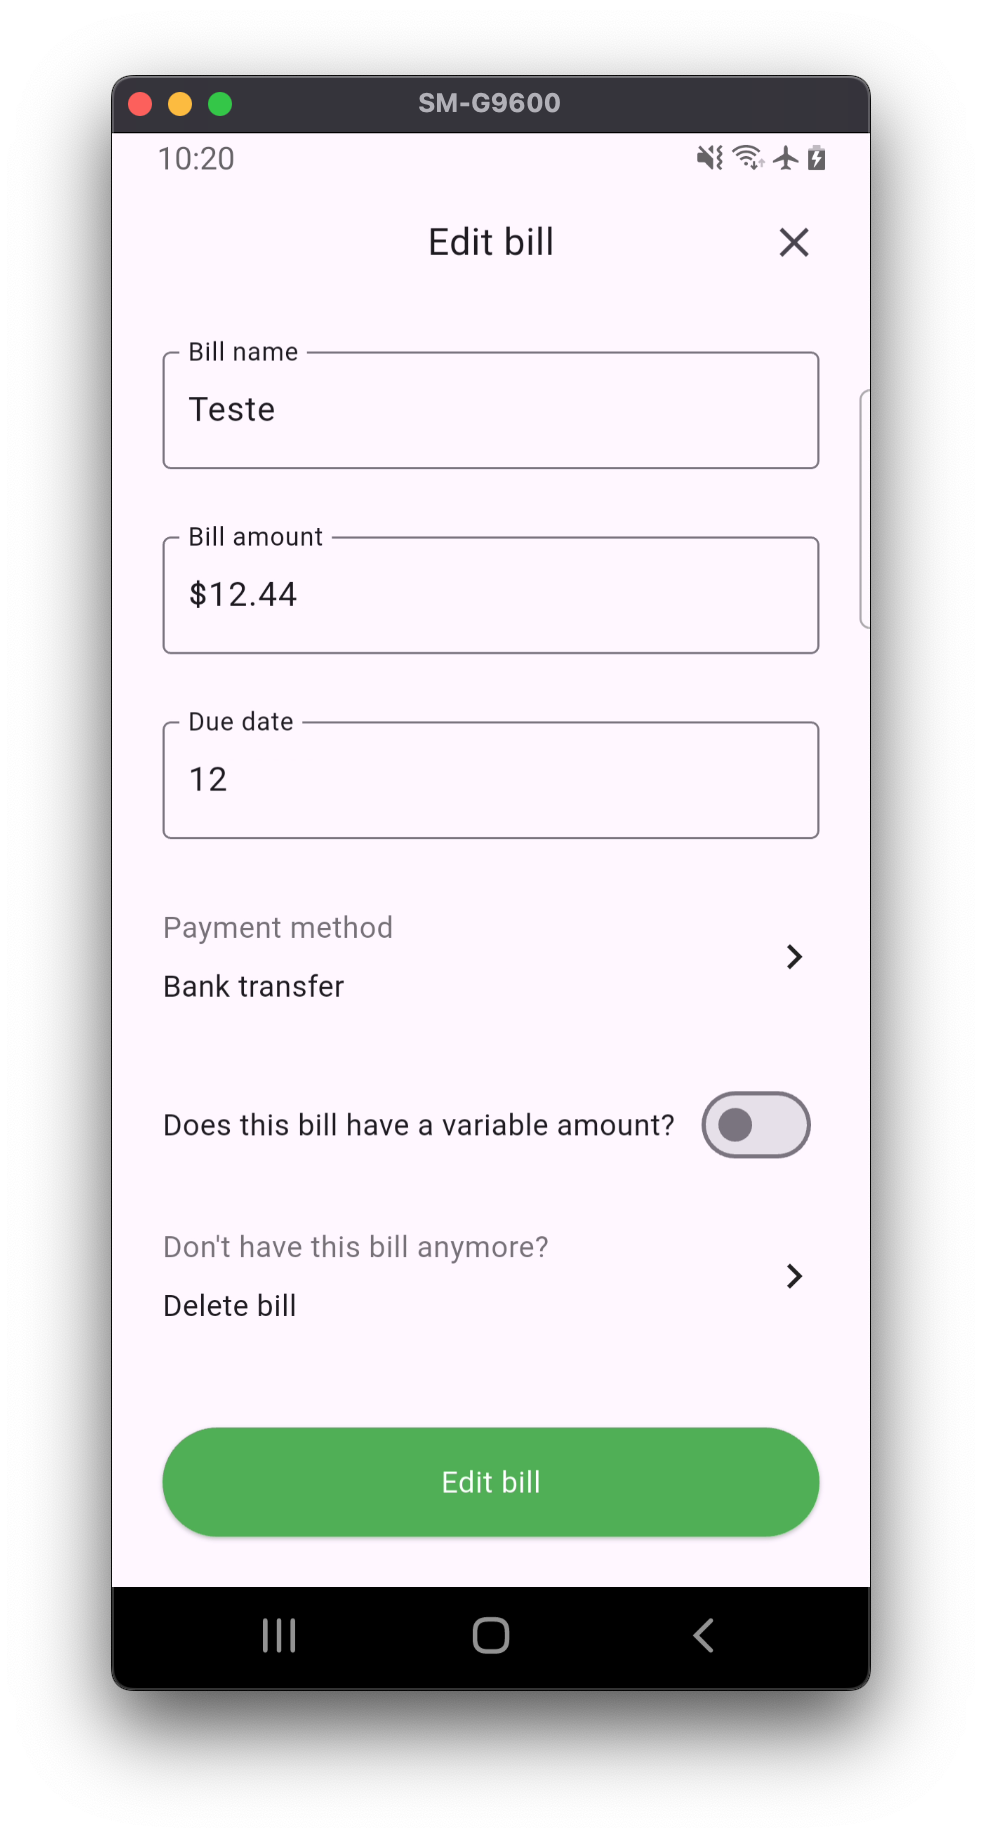 SM-G9600
10:20
Edit bill
Bill name
Teste
Bill amount
$12.44
Due date
12
Payment method
Bank transfer
Does this bill have a variable amount?
Don't have this bill anymore?
Delete bill
Edit bill